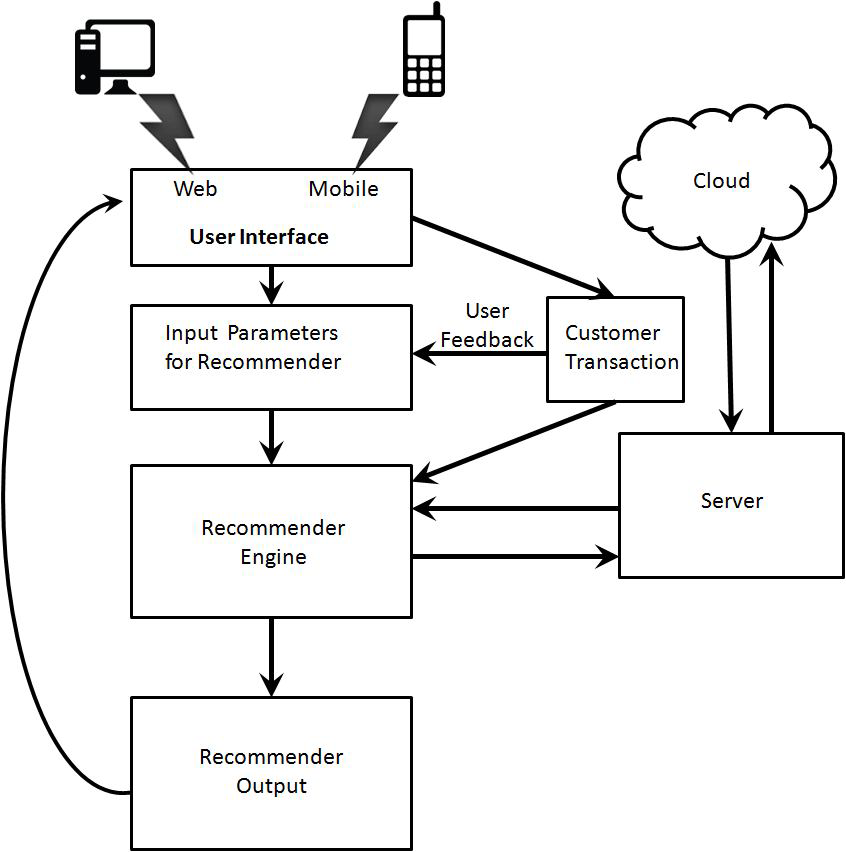 Web
Mobile
User Interface
Cloud
Input Parameters
for Recommender
User
Feedback
Customer
Transaction
Recommender
Engine
Server
Recommender
Output